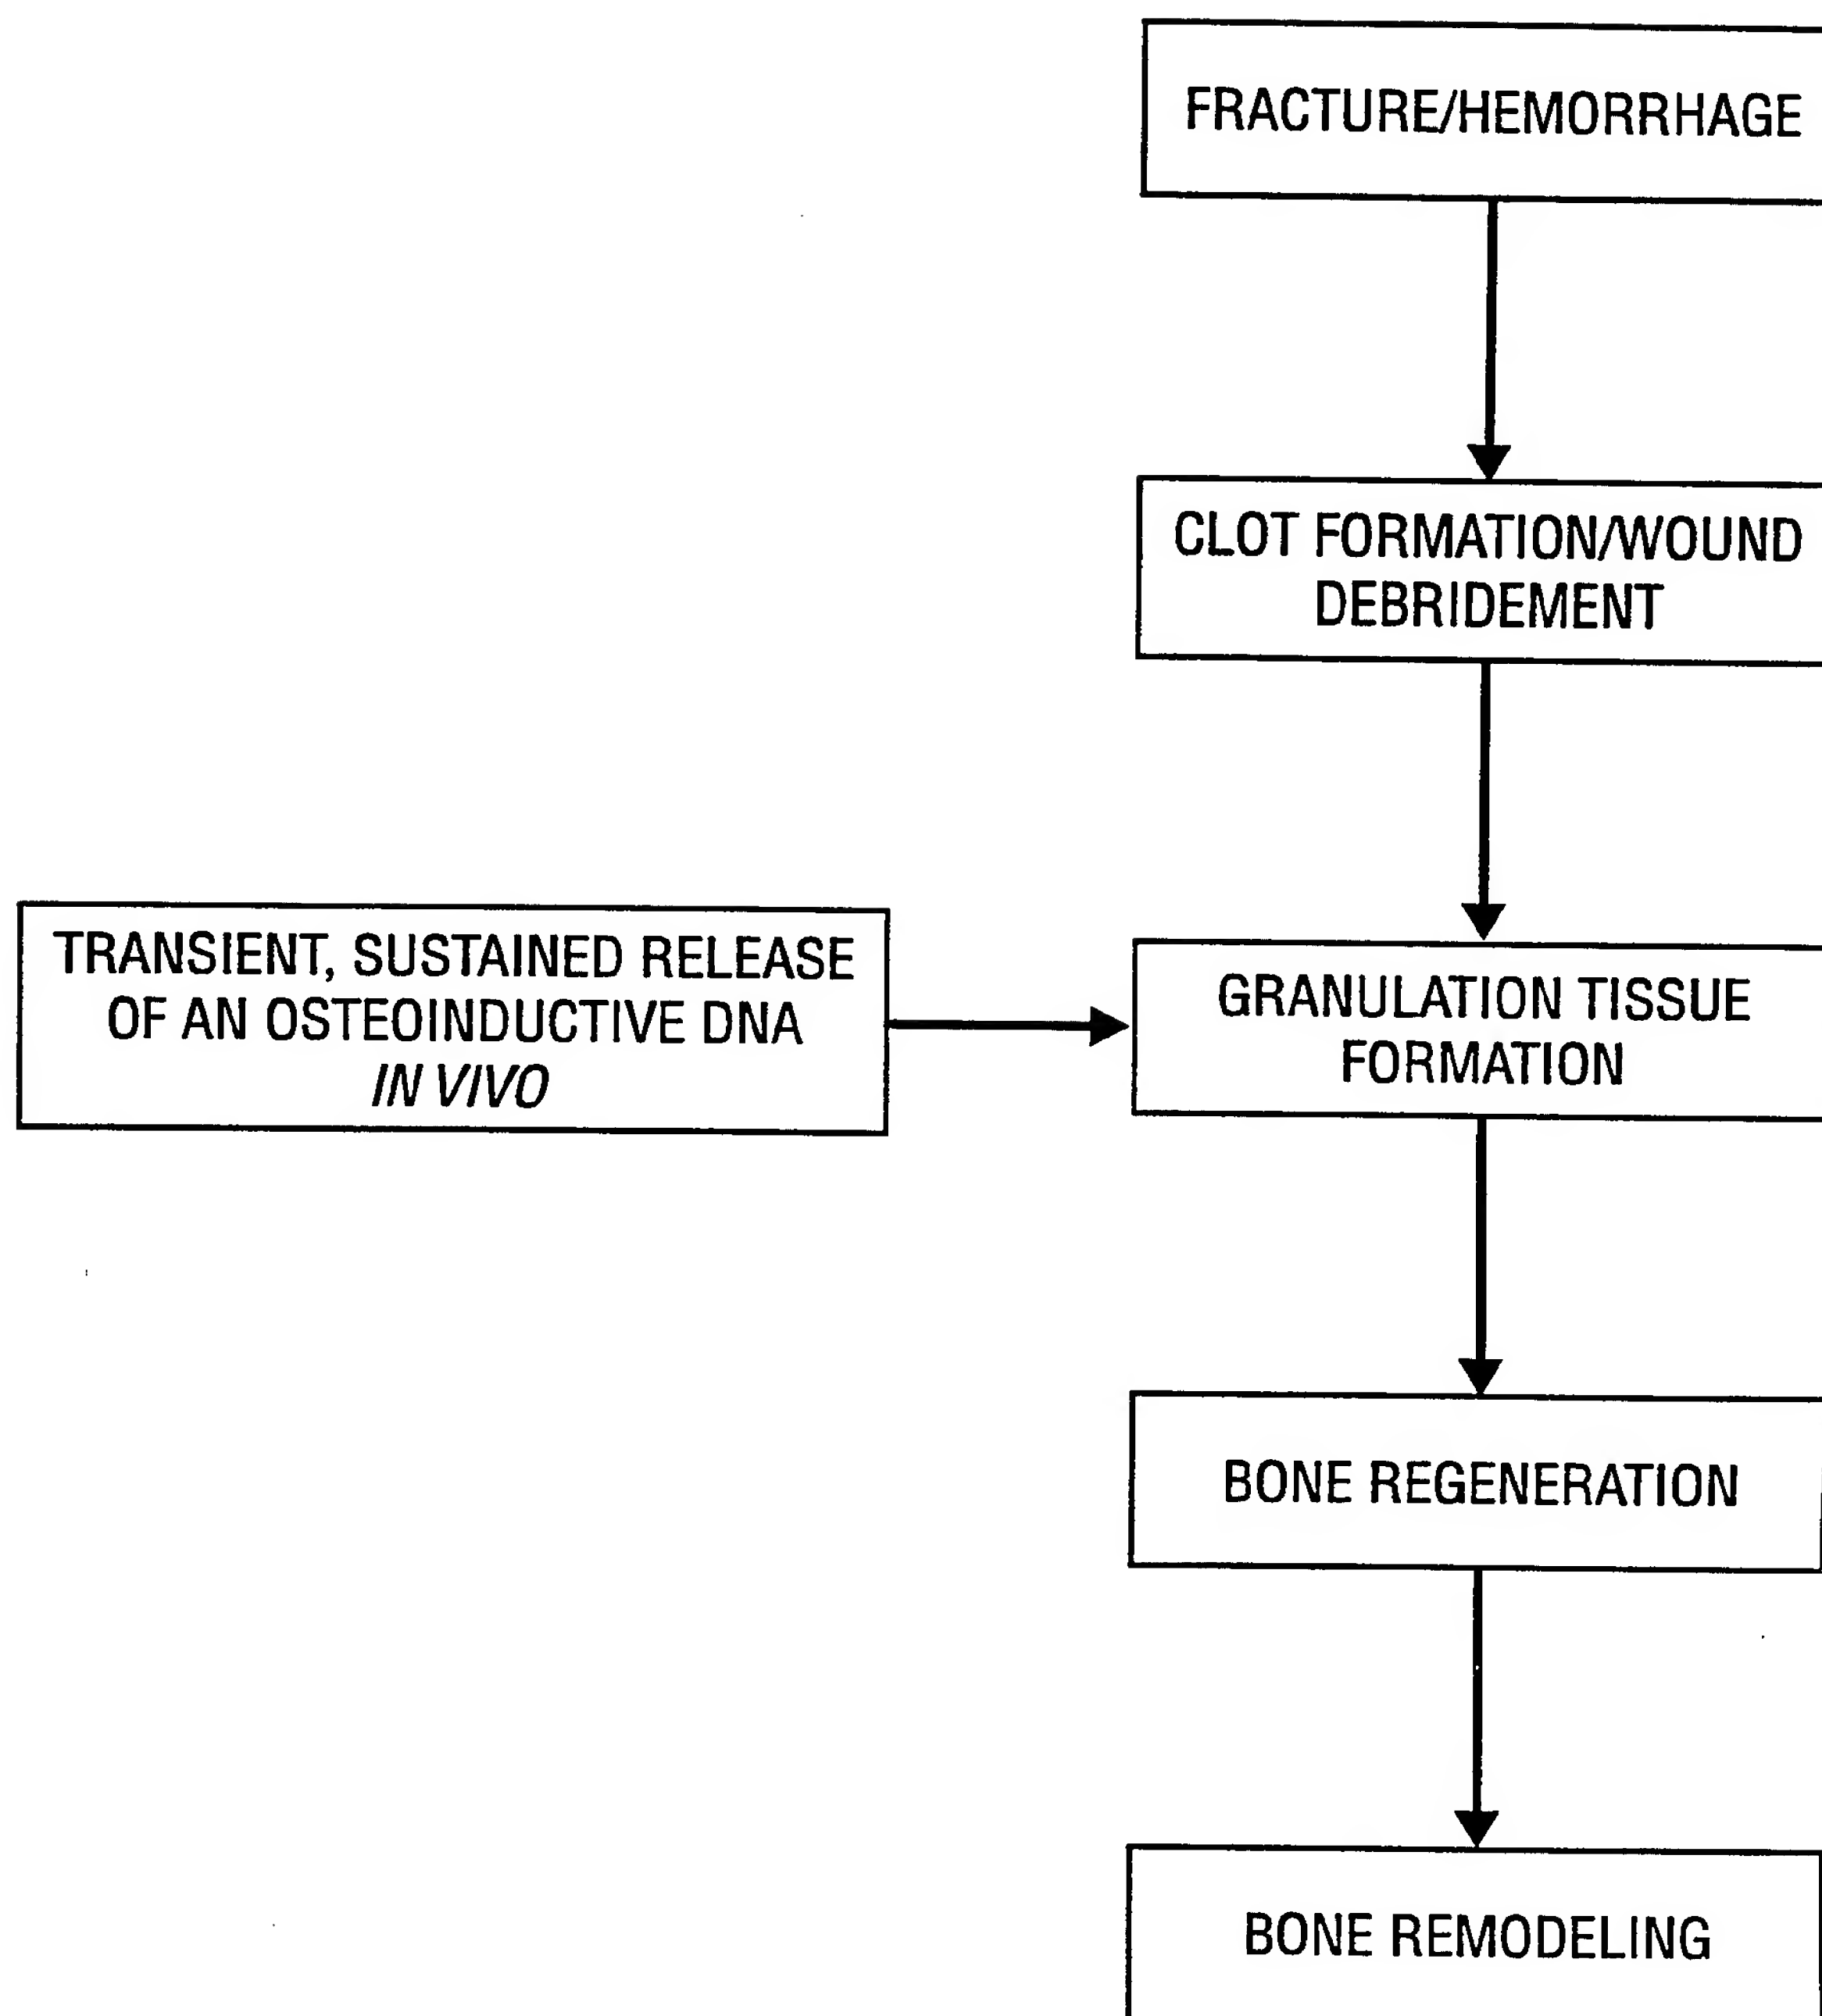 FRACTURE/HEMORRHAGE
CLOT FORMATION/WOUND
DEBRIDEMENT
TRANSIENT, SUSTAINED RELEASE
OF AN OSTEOINDUCTIVE DNA
IN VIVO
GRANULATION TISSUE
FORMATION
BONE REGENERATION
BONE REMODELING